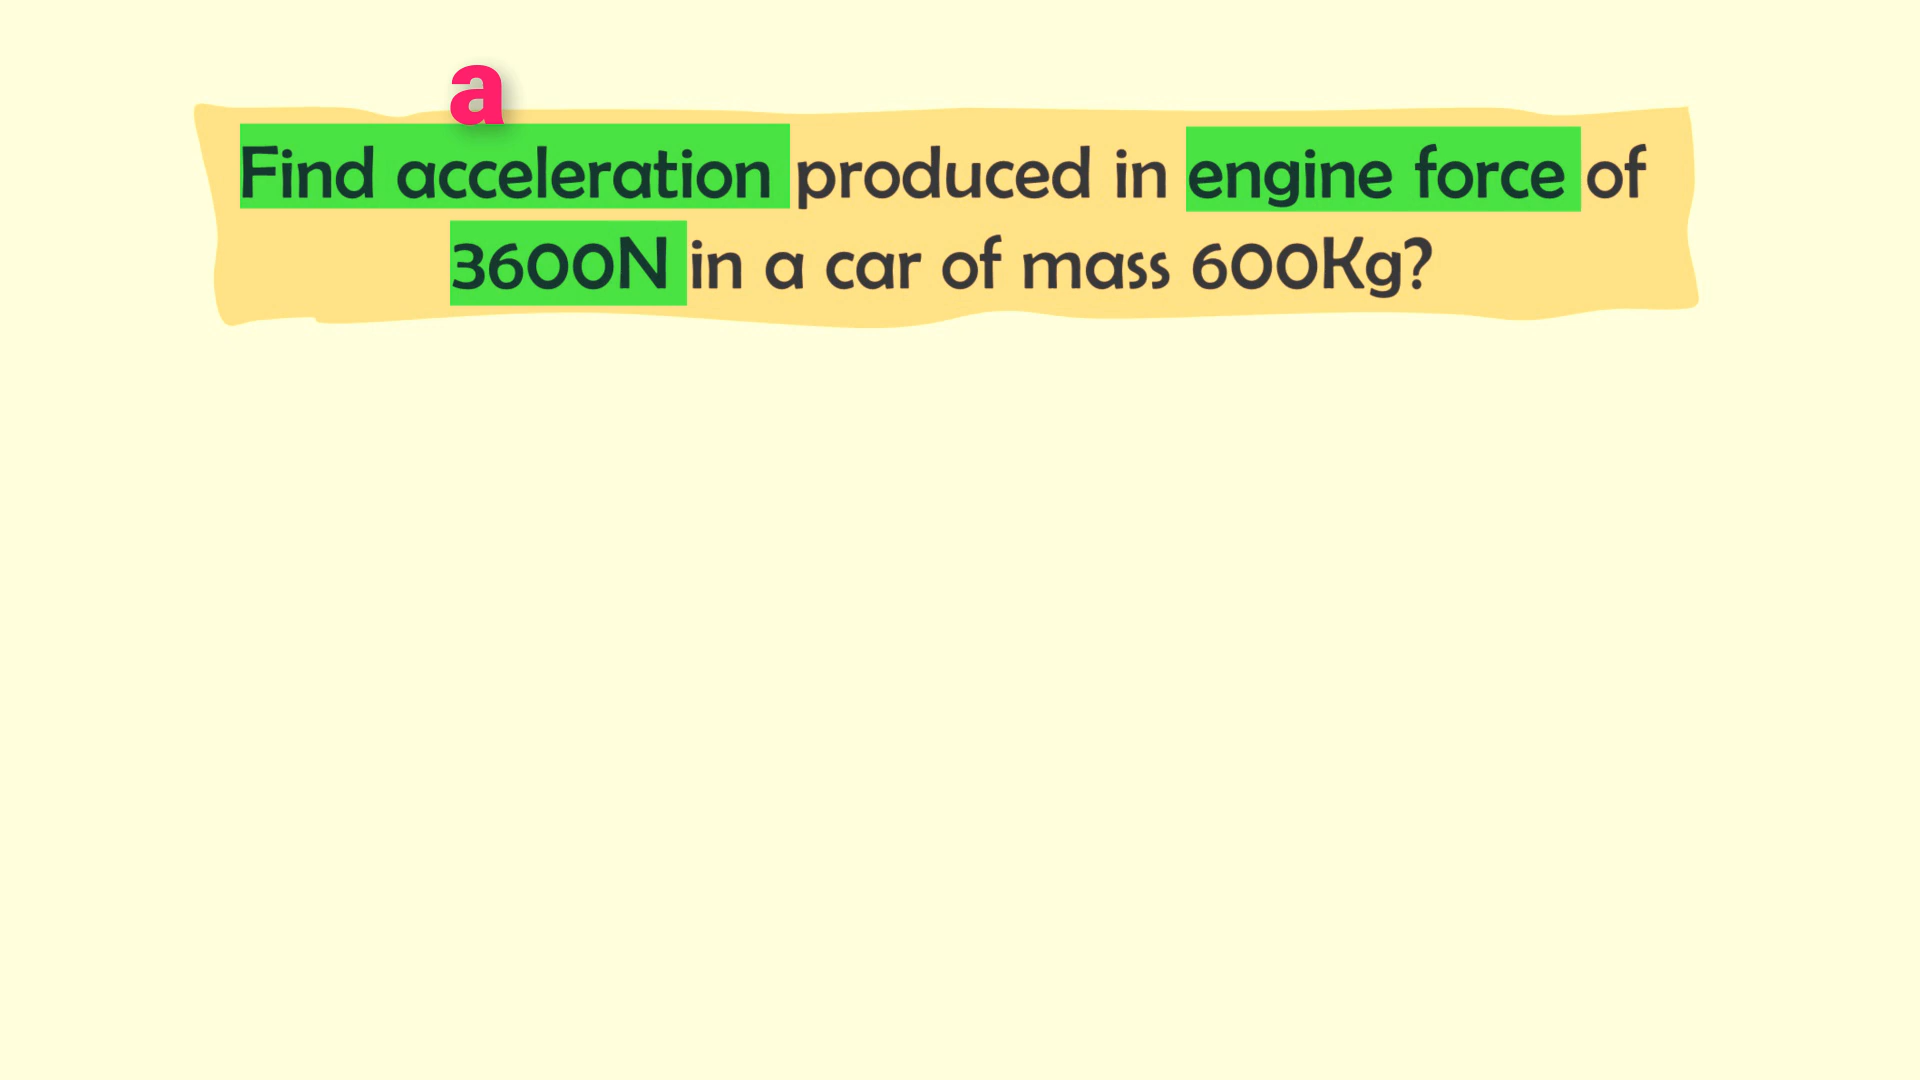 a
Find acceleration produced in engine force of
3600N in a car of mass 600Kg?